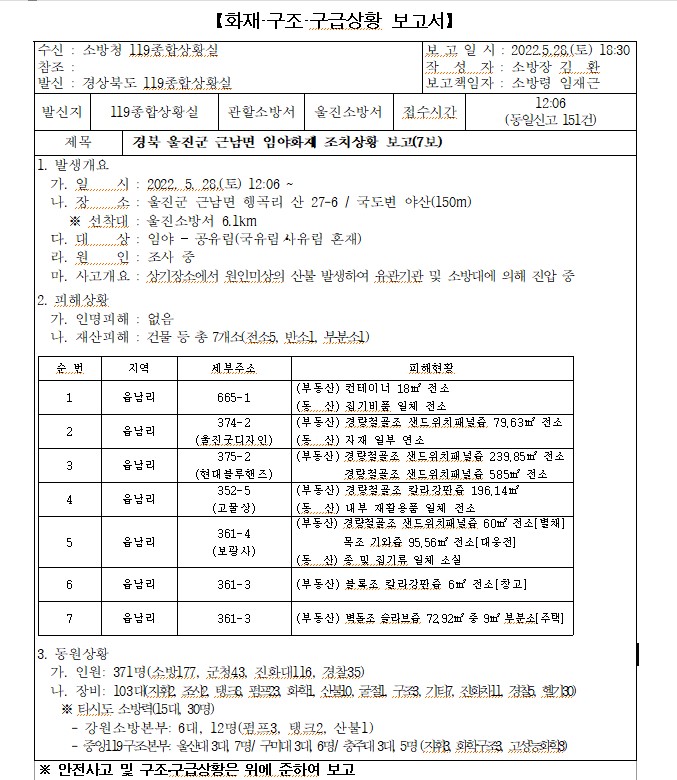 【화재·구조·구급상황 보고서】
수신 : 소방청 119종합상황실
보 고 일 시 : 2022.5.28.(토) 18:30
참조 :
작 성 자 : 소방장 김 환
발신 : 경상북도 119종합상황실
보고책임자 : 소방령 임재근
발신지 119종합상황실 관할소방서 울진소방서 접수시간 12:06
(동일신고 151건)
제목 경북 울진군 근남면 임야화재 조치상황 보고(7보)
1. 발생개요
가. 일 시 : 2022. 5. 28.(토) 12:06 ~
나. 장 소 : 울진군 근남면 행곡리 산 27-6 / 국도변 야산(150m)
※ 선착대 : 울진소방서 6.1km
다. 대 상 : 임야 - 공유림(국유림 사유림 혼재)
라. 원 인 : 조사 중
마. 사고개요 : 상기장소에서 원인미상의 산불 발생하여 유관기관 및 소방대에 의해 진압 중
2. 피해상황
가. 인명피해 : 없음
나. 재산피해 : 건물 등 총 7개소(전소5, 반소1, 부분소1)
순 번 지역 세부주소 피해현황
1 읍남리 665-1 (부동산) 컨테이너 18㎡ 전소
(동 산) 집기비품 일체 전소
2 읍남리 374-2 (부동산) 경량철골조 샌드위치패널즙 79.63㎡ 전소
(울진굿디자인) (동 산) 자재 일부 연소
3 읍남리 375-2 (부동산) 경량철골조 샌드위치패널즙 239.85㎡ 전소
(현대블루핸즈) 경량철골조 샌드위치패널즙 585㎡ 전소
4 읍남리 352-5 (부동산) 경량철골조 칼라강판즙 196.14㎡
(고물상) (동 산) 내부 재활용품 일체 전소
5 읍남리 361-4 (부동산) 경량철골조 샌드위치패널즙 60㎡ 전소[별채]
(보광사) 목조 기와즙 95.56㎡ 전소[대웅전]
(동 산) 종 및 집기류 일체 소실
6 읍남리 361-3 (부동산) 블록조 칼라강판즙 6㎡ 전소[창고]
7 읍남리 361-3 (부동산) 벽돌조 슬라브즙 72.92㎡ 중 9㎡ 부분소[주택]
3. 동원상황
가. 인원: 371명(소방177, 군청43, 진화대116, 경찰35)
나. 장비: 103대(지휘2, 조사2, 탱크8, 펌프23, 화학1, 산불10, 굴절1, 구조3, 기타7, 진화차11, 경찰5, 헬기30)
※ 타시도 소방력(15대, 30명)
- 강원소방본부: 6대, 12명(펌프3, 탱크2, 산불1)
- 중앙119구조본부: 울산대 3대, 7명/ 구미대 3대, 6명/ 충주대 3대, 5명 (지휘3, 화학구조3, 고성능화학3)
※ 안전사고 및 구조구급상황은 위에 준하여 보고